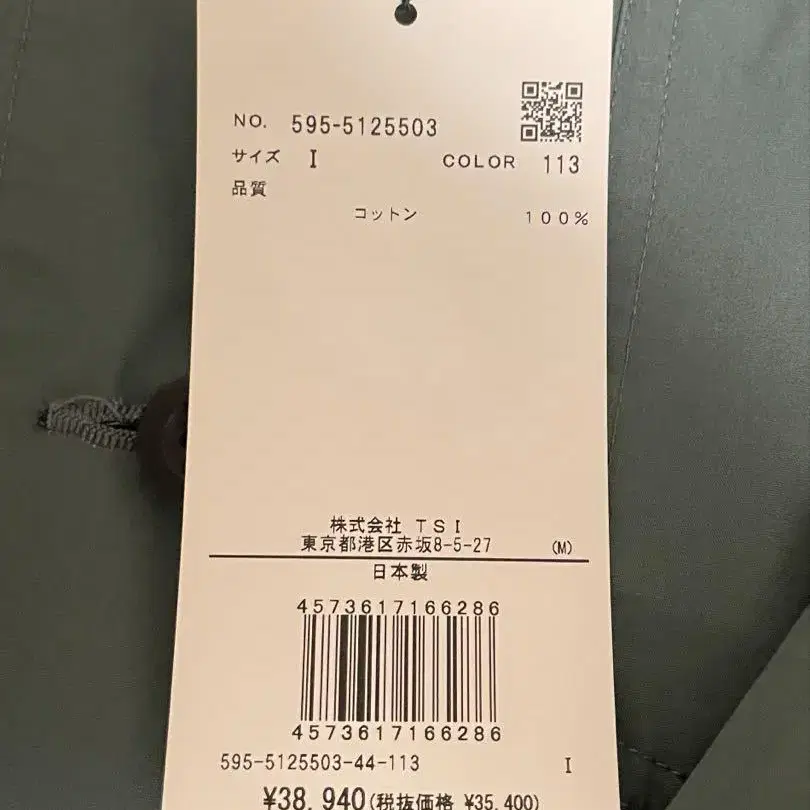 NO. 595-5125503
サイズ I COLOR 113
品質
コットン 100%
株式会社 TSI
東京都港区赤坂8-5-27 (M)
日本製
4573617166286
4573617166286
595-5125503-44-113 I
¥38,940(税抜価格 ¥35,400)